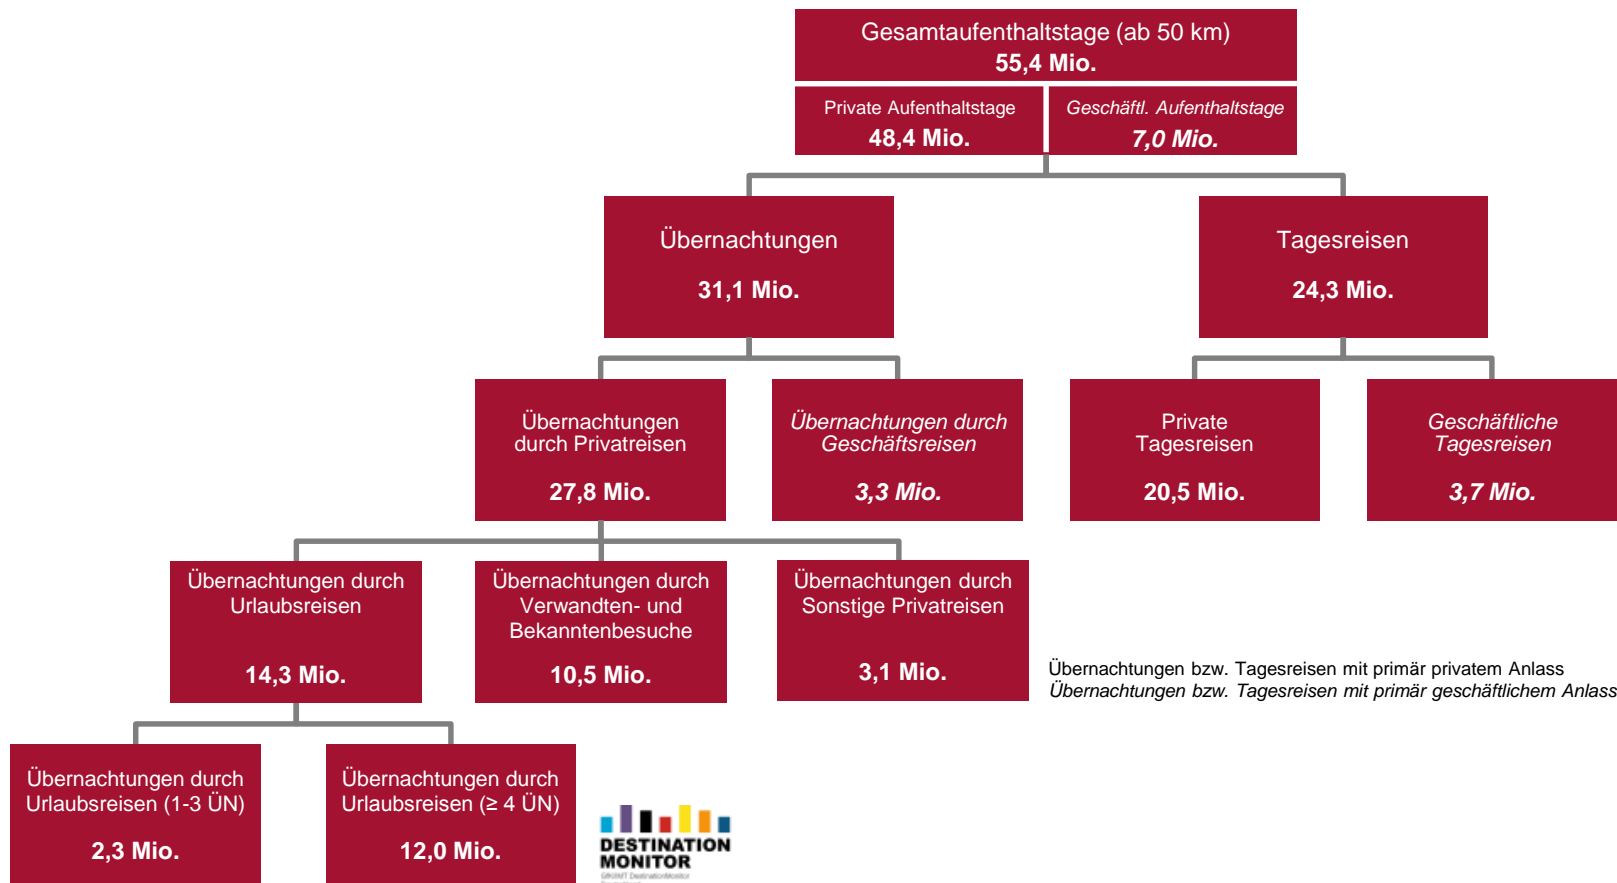 Gesamtaufenthaltstage (ab 50 km)
55,4 Mio.
Private Aufenthaltstage
48,4 Mio.
Geschäftl. Aufenthaltstage
7,0 Mio.
Übernachtungen
31,1 Mio.
Tagesreisen
24,3 Mio.
Übernachtungen
durch Privatreisen
27,8 Mio.
Übernachtungen durch
Geschäftsreisen
3,3 Mio.
Private
Tagesreisen
20,5 Mio.
Geschäftliche
Tagesreisen
3,7 Mio.
Übernachtungen durch
Urlaubsreisen
14,3 Mio.
Übernachtungen durch
Verwandten- und
Bekanntenbesuche
10,5 Mio.
Übernachtungen durch
Sonstige Privatreisen
3,1 Mio.
Übernachtungen bzw. Tagesreisen mit primär privatem Anlass
Übernachtungen bzw. Tagesreisen mit primär geschäftlichem Anlass
Übernachtungen durch
Urlaubsreisen (1-3 ÜN)
2,3 Mio.
Übernachtungen durch
Urlaubsreisen (≥ 4 ÜN)
12,0 Mio.
DESTINATION
MONITOR
DestinationMonitor